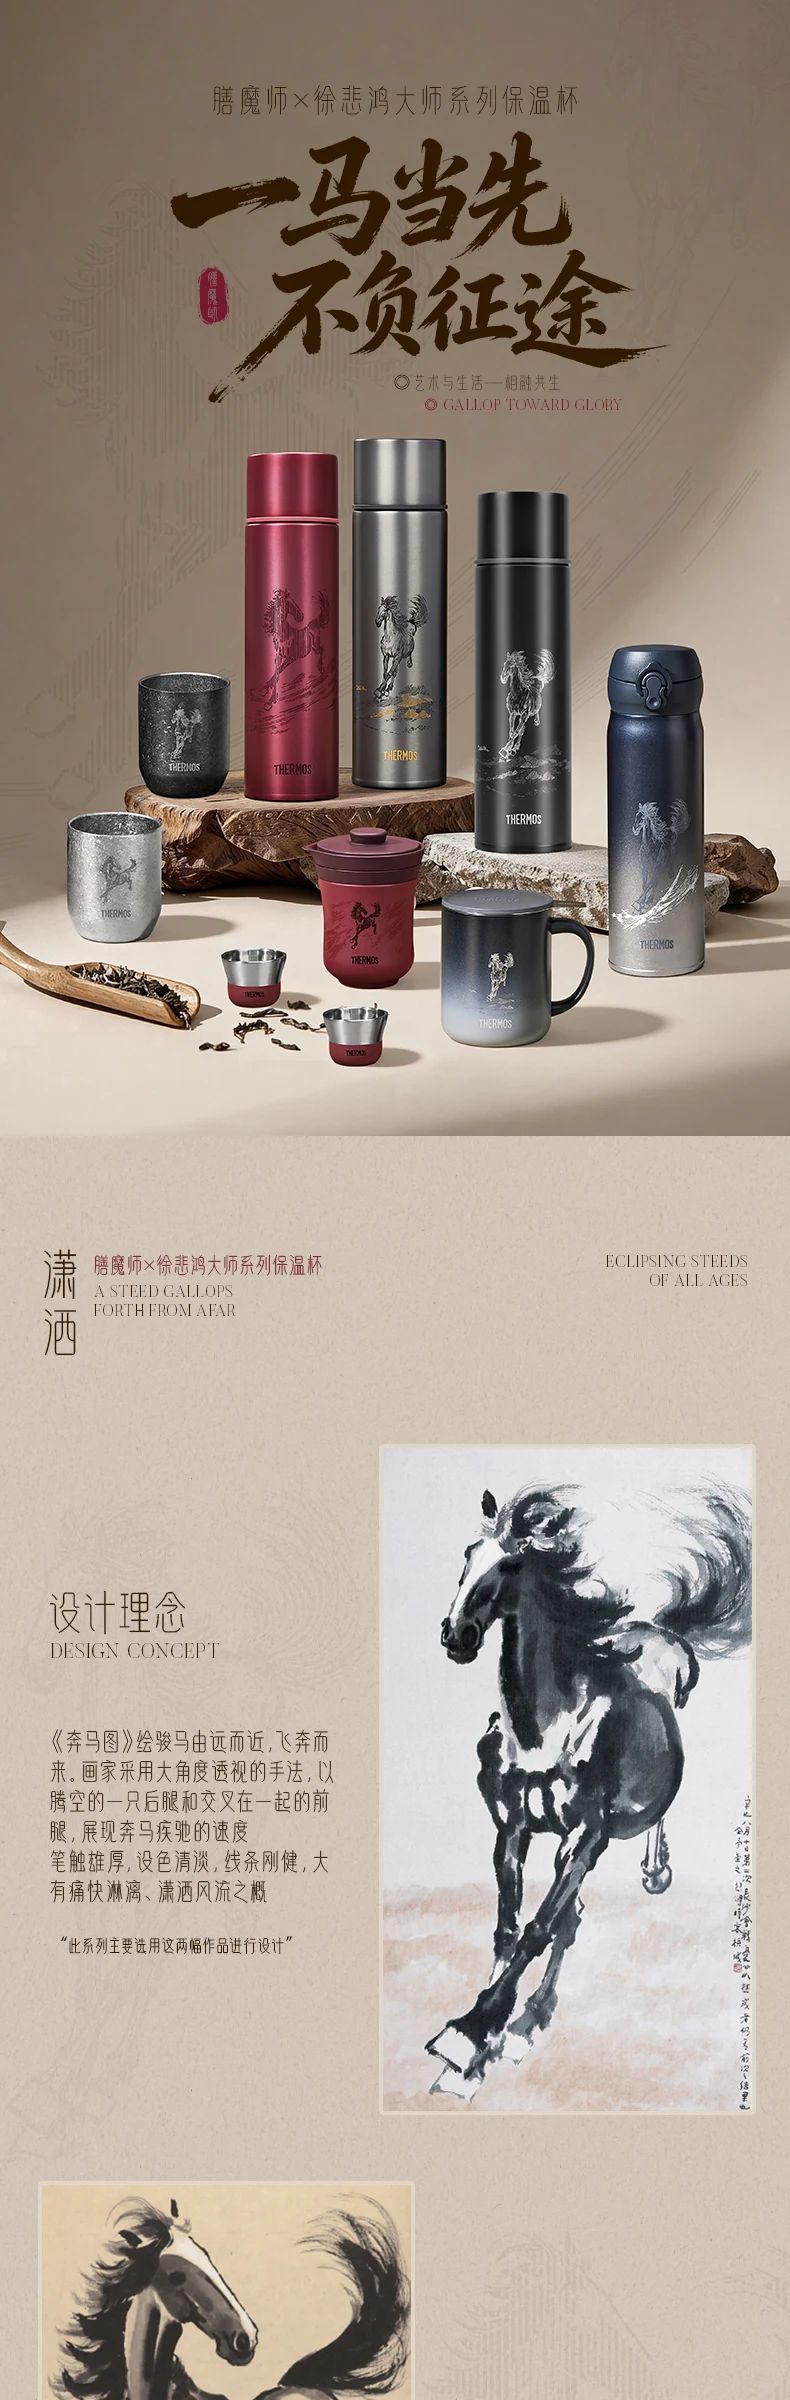 膳魔师×徐悲鸿大师系列保温杯
一马当先
不负征途
膳魔師
◎艺术与生活——相融共生
◎ GALLOP TOWARD GLORY
THERMOS
THERMOS
THERMOS
THERMOS
THERMOS
THERMOS
THERMOS
THERMOS
THERMOS
THERMOS
潇洒
膳魔师×徐悲鸿大师系列保温杯
A STEED GALLOPS
FORTH FROM AFAR
ECLIPSING STEEDS
OF ALL AGES
设计理念
DESIGN CONCEPT
《奔马图》绘骏马由远而近,飞奔而
来。画家采用大角度透视的手法,以
腾空的一只后腿和交叉在一起的前
腿,展现奔马疾驰的速度
笔触雄厚,设色清淡,线条刚健,大
有痛快淋漓、潇洒风流之概
“此系列主要选用这两幅作品进行设计”